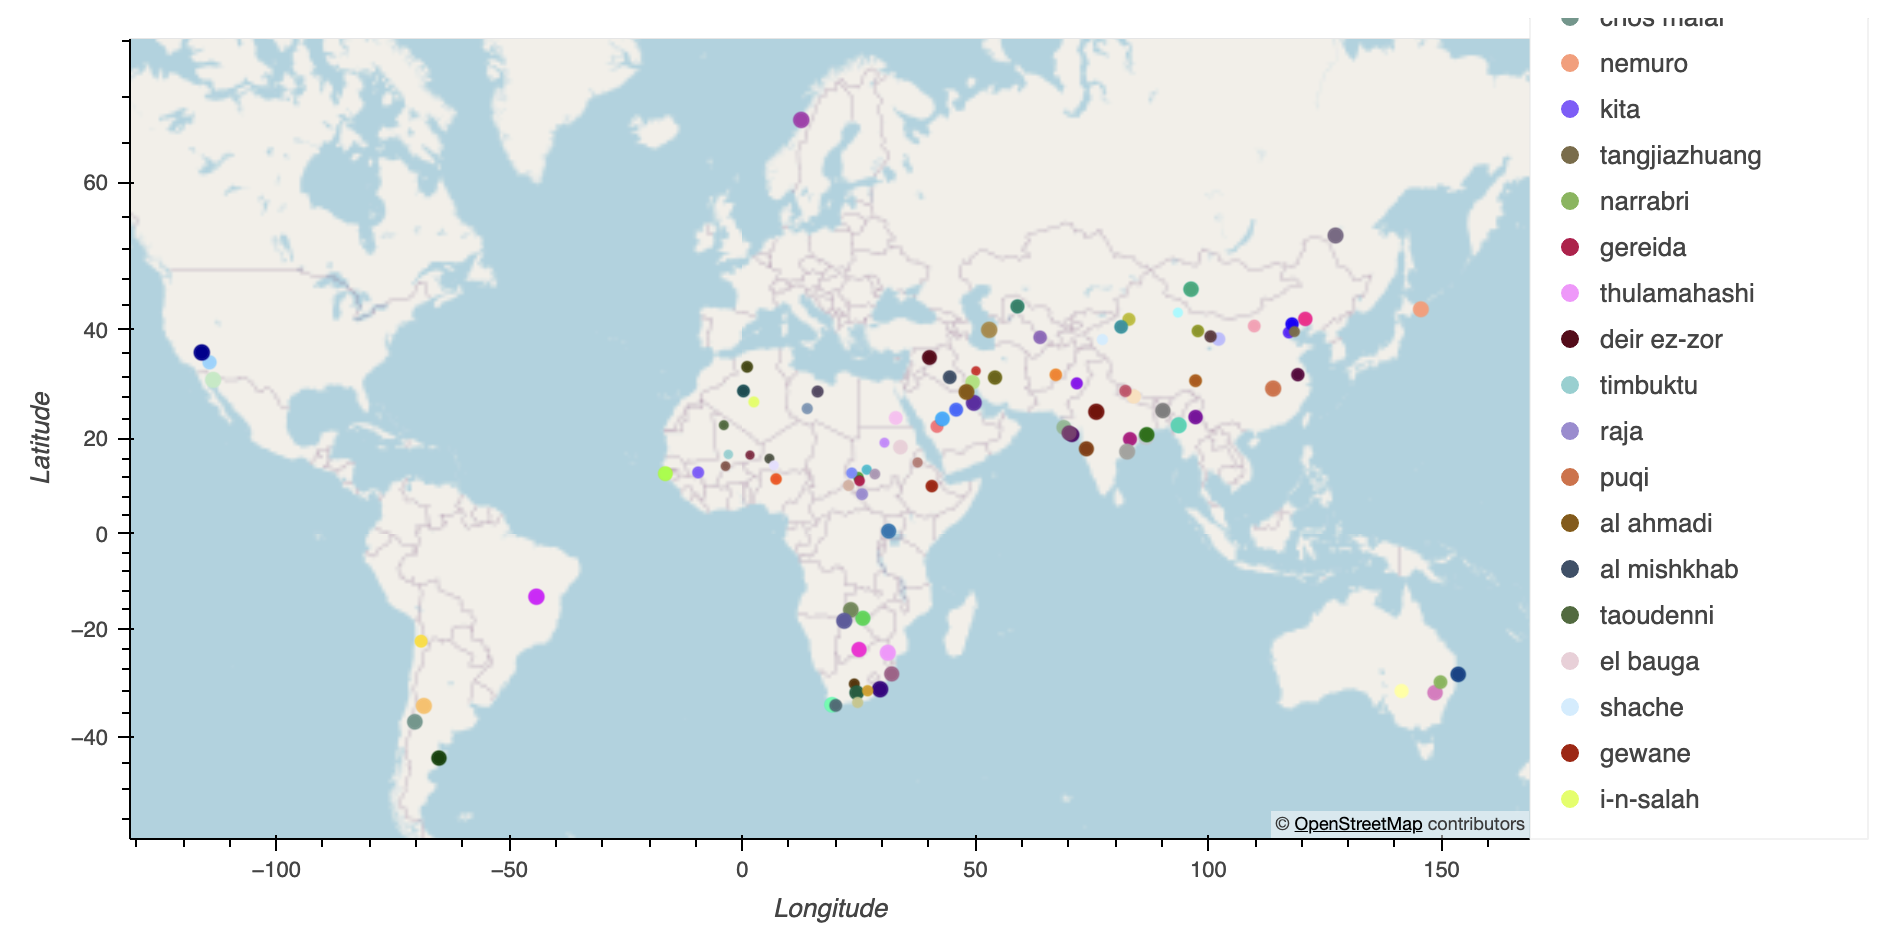 nemuro
kita
tangjiazhuang
narrabri
gereida
thulamahashi
deir ez-zor
timbuktu
raja
puqi
al ahmadi
al mishkhab
taoudenni
el bauga
shache
gewane
i-n-salah
60
40
20
0
−20
−40
Latitude
© OpenStreetMap contributors
−100
−50
0
50
100
150
Longitude